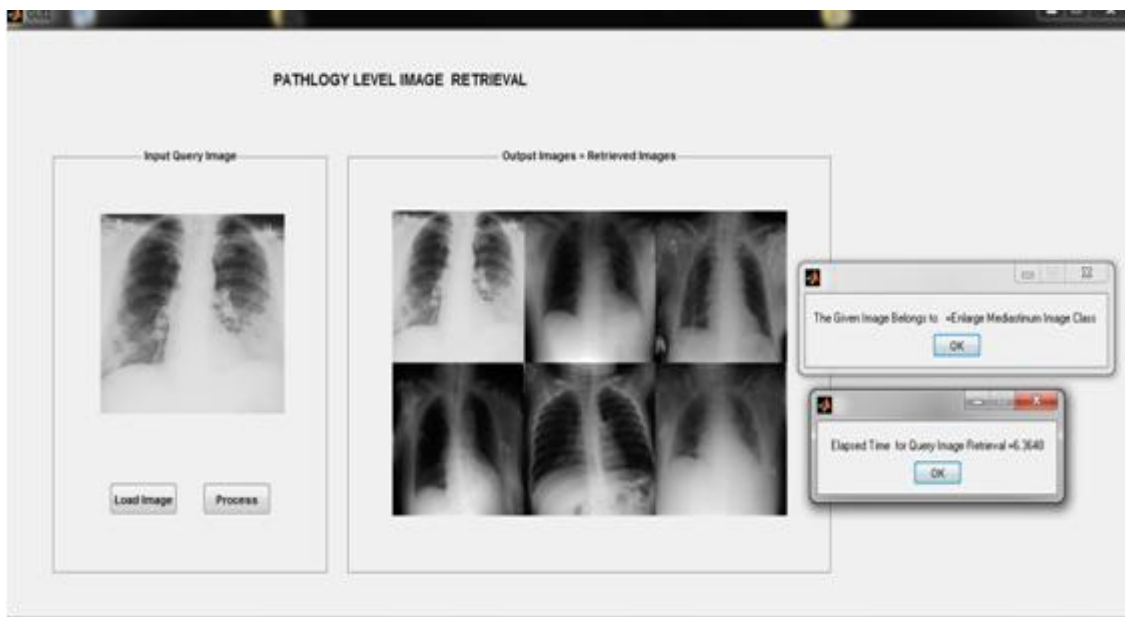 PATHLOGY LEVEL IMAGE RETRIEVAL
Input Query Image
Output Images = Retrieved Images
Load Image
Process
The Given Image Belongs to =Enlarge Mediastinum Image Class
OK
Elapsed Time for Query Image Retrieval =6.3640
OK